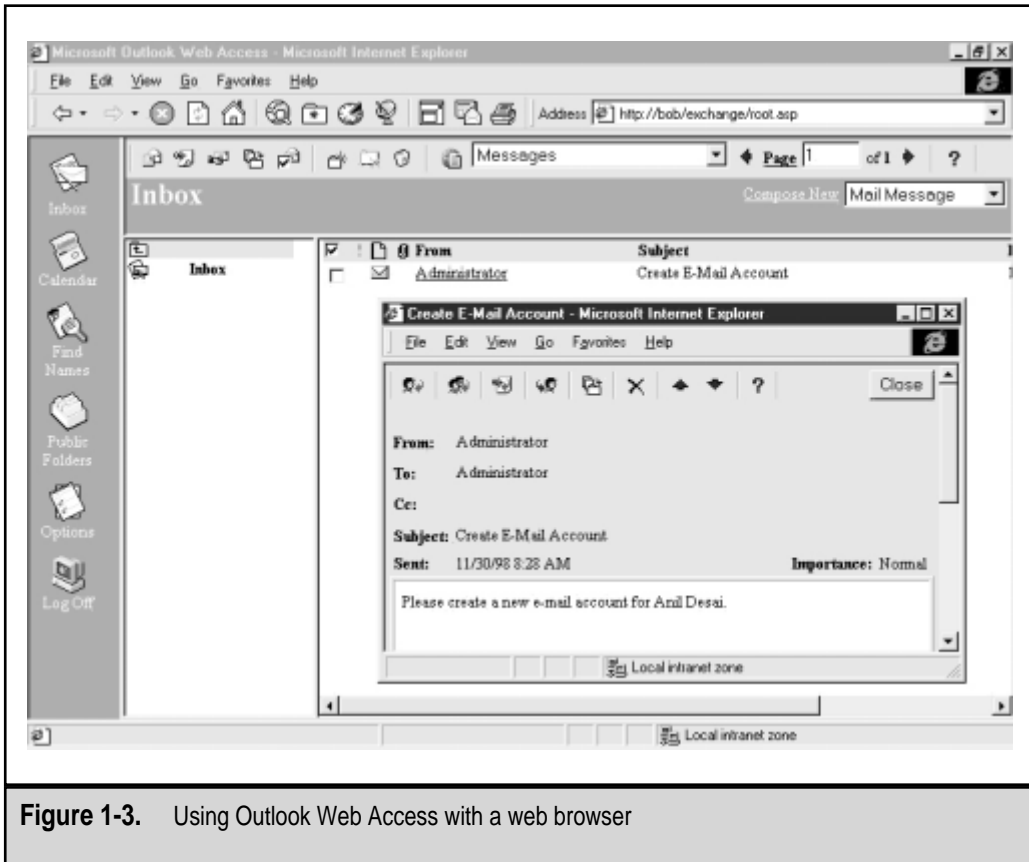 Microsoft Outlook Web Access - Microsoft Internet Explorer
File Edit View Go Favorites Help
Address http://bob/exchange/root.asp
Messages Page 1 of 1 ?
Inbox
Compose New Mail Message
Inbox
Calendar
Find
Names
Public
Folders
Options
Log Off
Inbox
From Subject
Administrator Create E-Mail Account
Create E-Mail Account - Microsoft Internet Explorer
File Edit View Go Favorites Help
? Close
From: Administrator
To: Administrator
Cc:
Subject: Create E-Mail Account
Sent: 11/30/98 8:28 AM Importance: Normal
Please create a new e-mail account for Anil Desai.
Local intranet zone
Local intranet zone
Figure 1-3. Using Outlook Web Access with a web browser